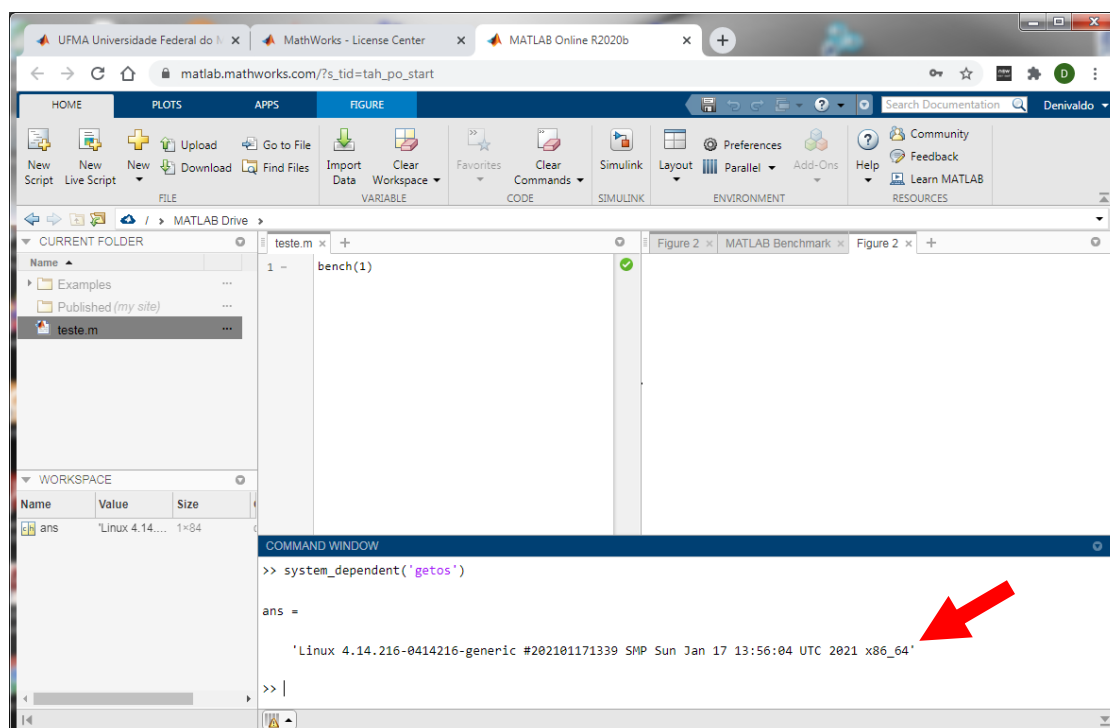 UFMA Universidade Federal do M
MathWorks - License Center
MATLAB Online R2020b
matlab.mathworks.com/?s_tid=tah_po_start
new
D
HOME PLOTS APPS FIGURE
Search Documentation
Denivaldo
New Script
New Live Script
New
Upload
Download
Go to File
Find Files
FILE
Import Data
Clear Workspace
VARIABLE
Favorites
Clear Commands
CODE
Simulink
SIMULINK
Layout
Preferences
Parallel
Add-Ons
ENVIRONMENT
Help
Community
Feedback
Learn MATLAB
RESOURCES
/ > MATLAB Drive >
CURRENT FOLDER
Name
Examples
Published (my site)
teste.m
teste.m
1 - bench(1)
Figure 2
MATLAB Benchmark
Figure 2
WORKSPACE
Name Value Size
ans 'Linux 4.14.... 1×84
COMMAND WINDOW
>> system_dependent('getos')
ans =
'Linux 4.14.216-0414216-generic #202101171339 SMP Sun Jan 17 13:56:04 UTC 2021 x86_64'
>>